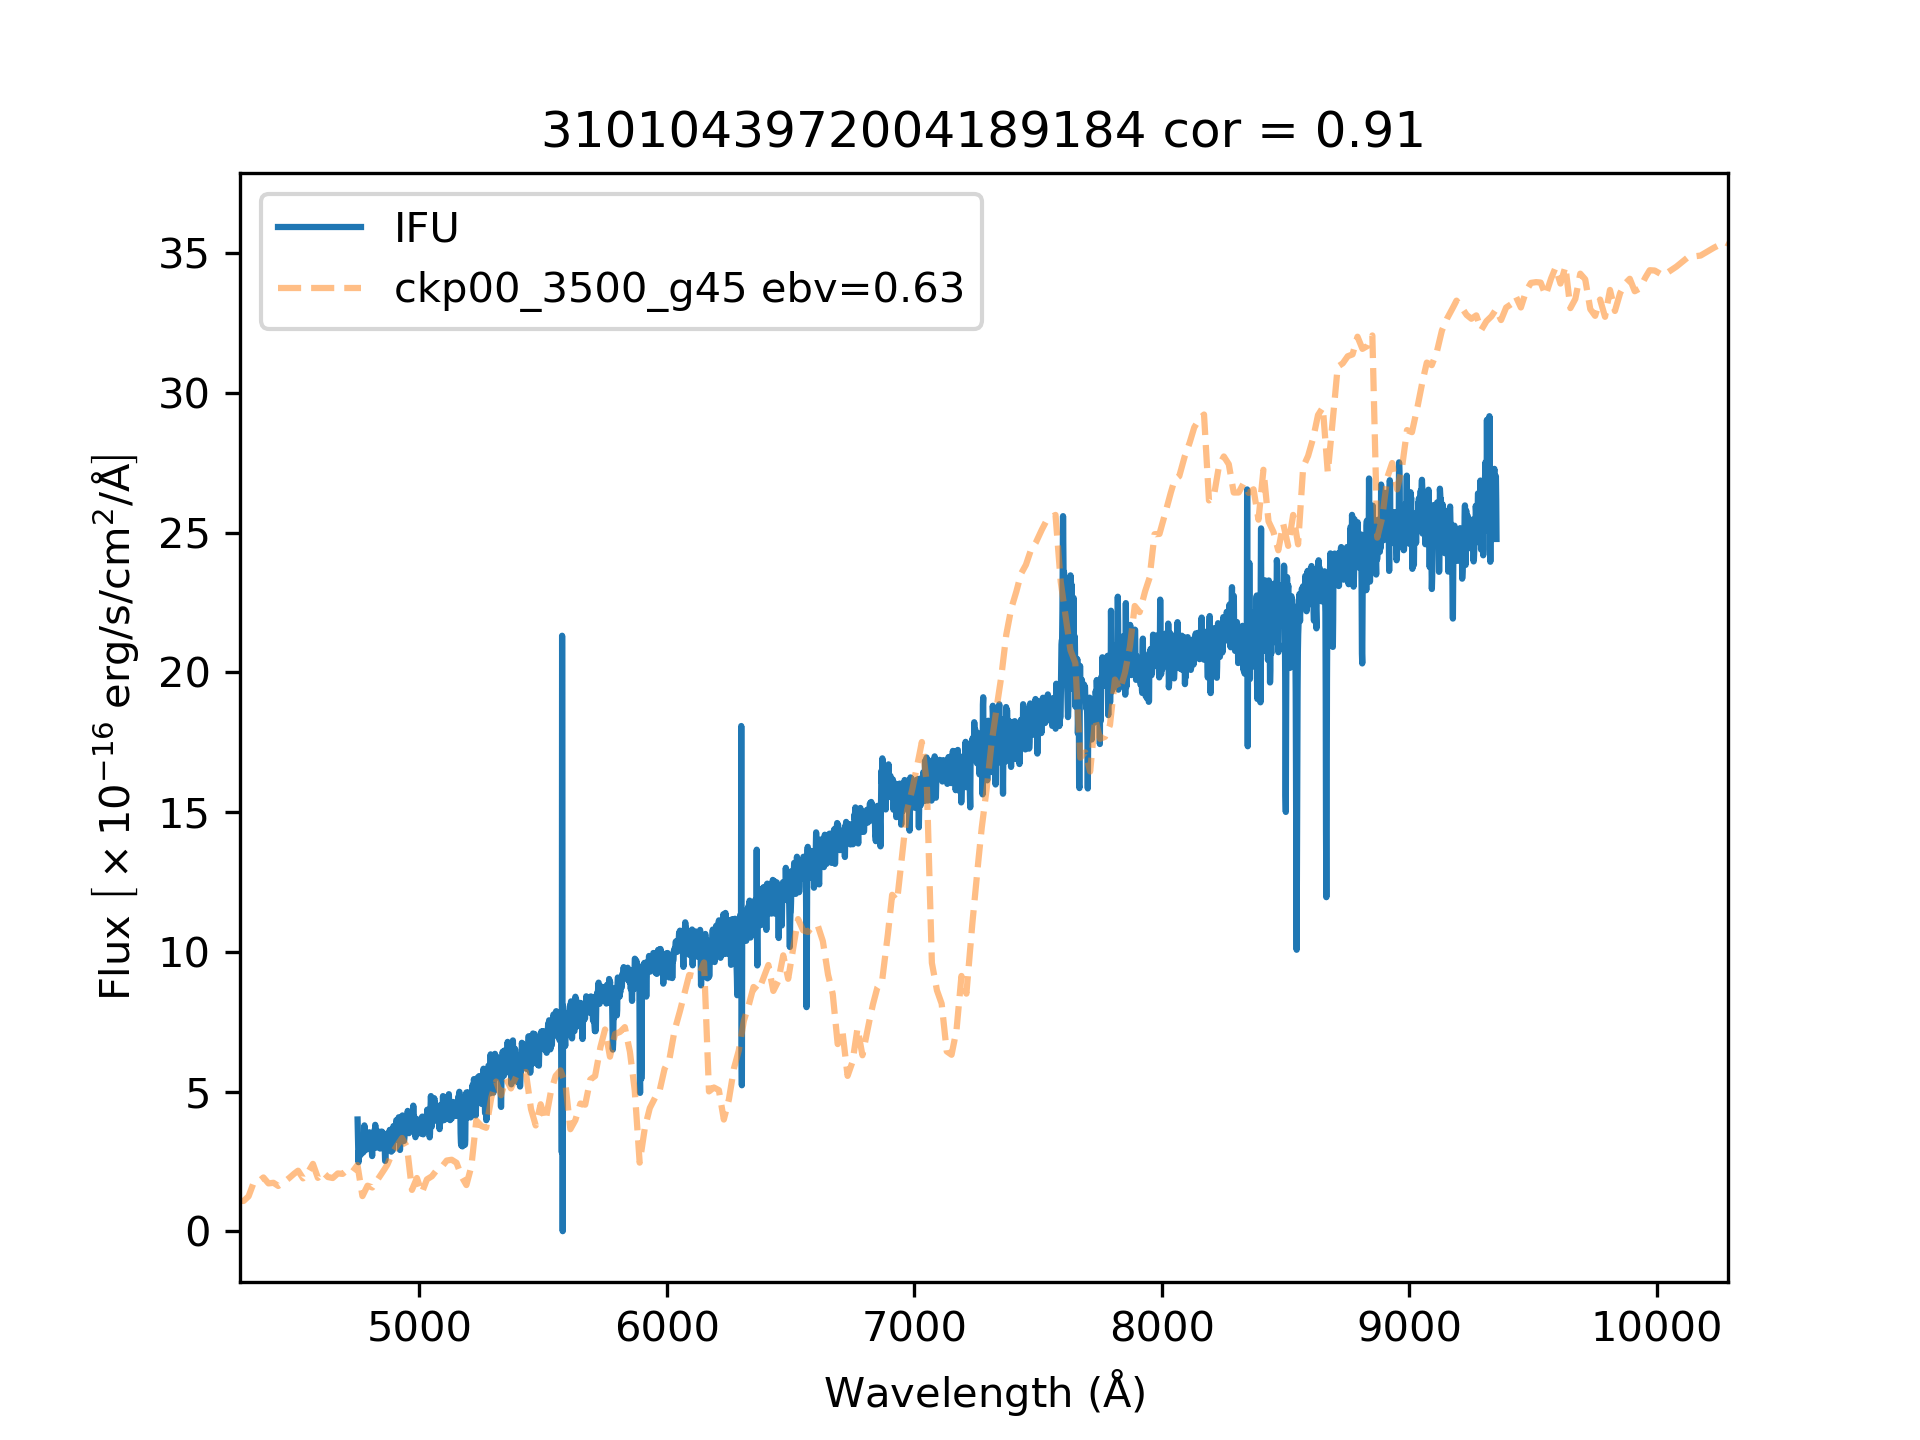 3101043972004189184 cor = 0.91
IFU
ckp00_3500_g45 ebv=0.63
35
30
25
20
15
10
5
0
Flux [ × 10⁻¹⁶ erg/s/cm²/Å]
5000 6000 7000 8000 9000 10000
Wavelength (Å)